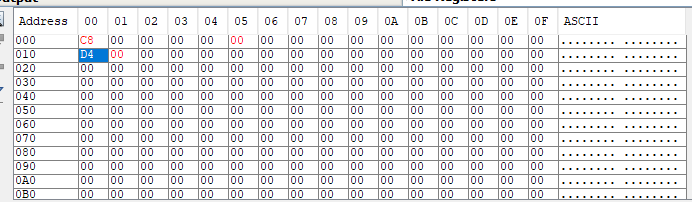 Address 00 01 02 03 04 05 06 07 08 09 0A 0B 0C 0D 0E 0F ASCII
000 C8 00 00 00 00 00 00 00 00 00 00 00 00 00 00 00 ........ ........
010 D4 00 00 00 00 00 00 00 00 00 00 00 00 00 00 00 ........ ........
020 00 00 00 00 00 00 00 00 00 00 00 00 00 00 00 00 ........ ........
030 00 00 00 00 00 00 00 00 00 00 00 00 00 00 00 00 ........ ........
040 00 00 00 00 00 00 00 00 00 00 00 00 00 00 00 00 ........ ........
050 00 00 00 00 00 00 00 00 00 00 00 00 00 00 00 00 ........ ........
060 00 00 00 00 00 00 00 00 00 00 00 00 00 00 00 00 ........ ........
070 00 00 00 00 00 00 00 00 00 00 00 00 00 00 00 00 ........ ........
080 00 00 00 00 00 00 00 00 00 00 00 00 00 00 00 00 ........ ........
090 00 00 00 00 00 00 00 00 00 00 00 00 00 00 00 00 ........ ........
0A0 00 00 00 00 00 00 00 00 00 00 00 00 00 00 00 00 ........ ........
0B0 00 00 00 00 00 00 00 00 00 00 00 00 00 00 00 00 ........ ........